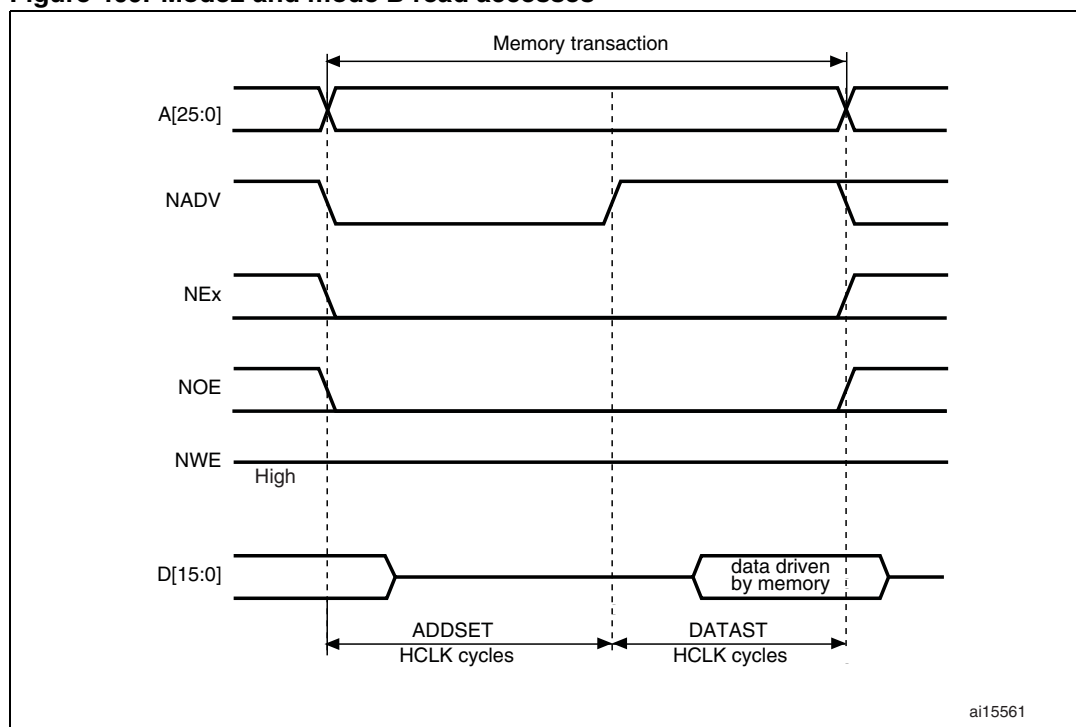 Memory transaction
A[25:0]
NADV
NEx
NOE
NWE
High
D[15:0]
data driven
by memory
ADDSET
HCLK cycles
DATAST
HCLK cycles
ai15561